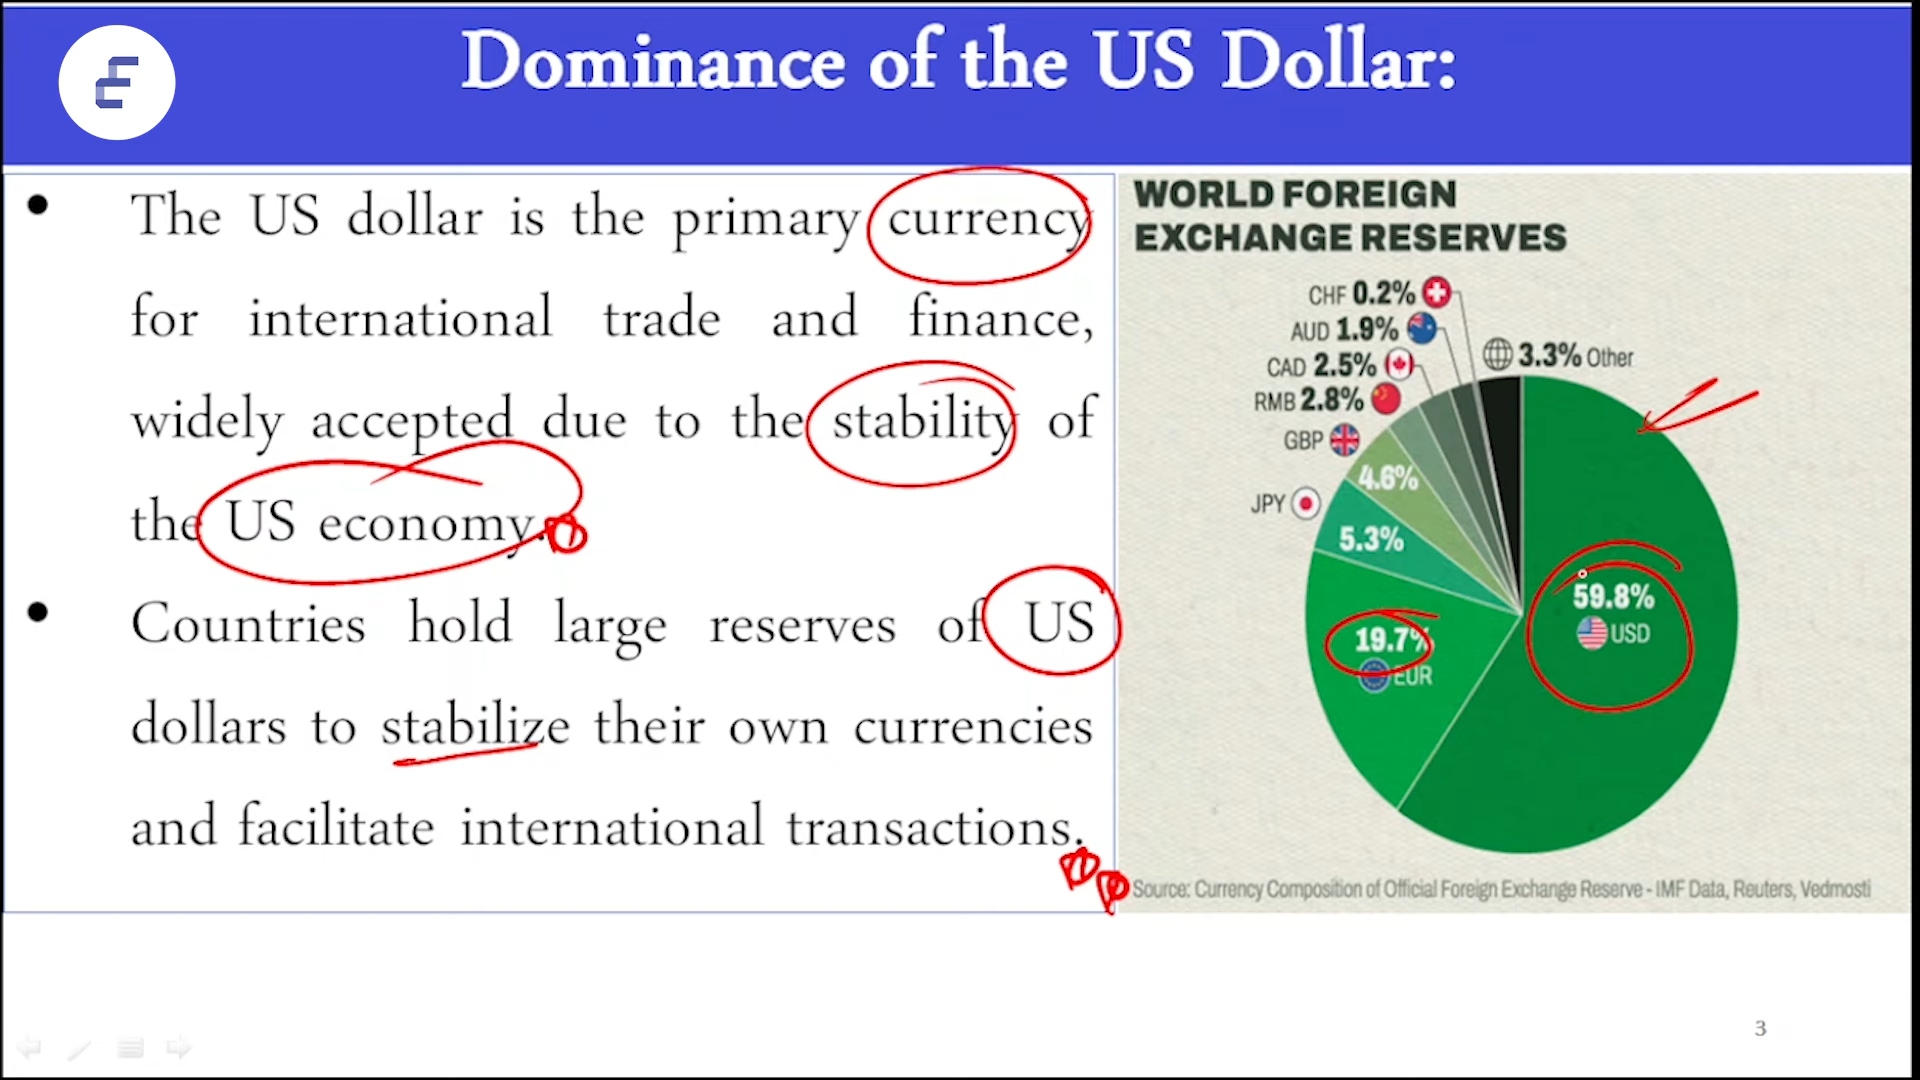 Dominance of the US Dollar:
• The US dollar is the primary currency
for international trade and finance,
widely accepted due to the stability of
the US economy.
• Countries hold large reserves of US
dollars to stabilize their own currencies
and facilitate international transactions.
WORLD FOREIGN
EXCHANGE RESERVES
CHF 0.2%
AUD 1.9%
3.3% Other
CAD 2.5%
RMB 2.8%
GBP
4.6%
JPY
5.3%
59.8%
USD
19.7%
EUR
Source: Currency Composition of Official Foreign Exchange Reserve - IMF Data, Reuters, Vedmosti
3